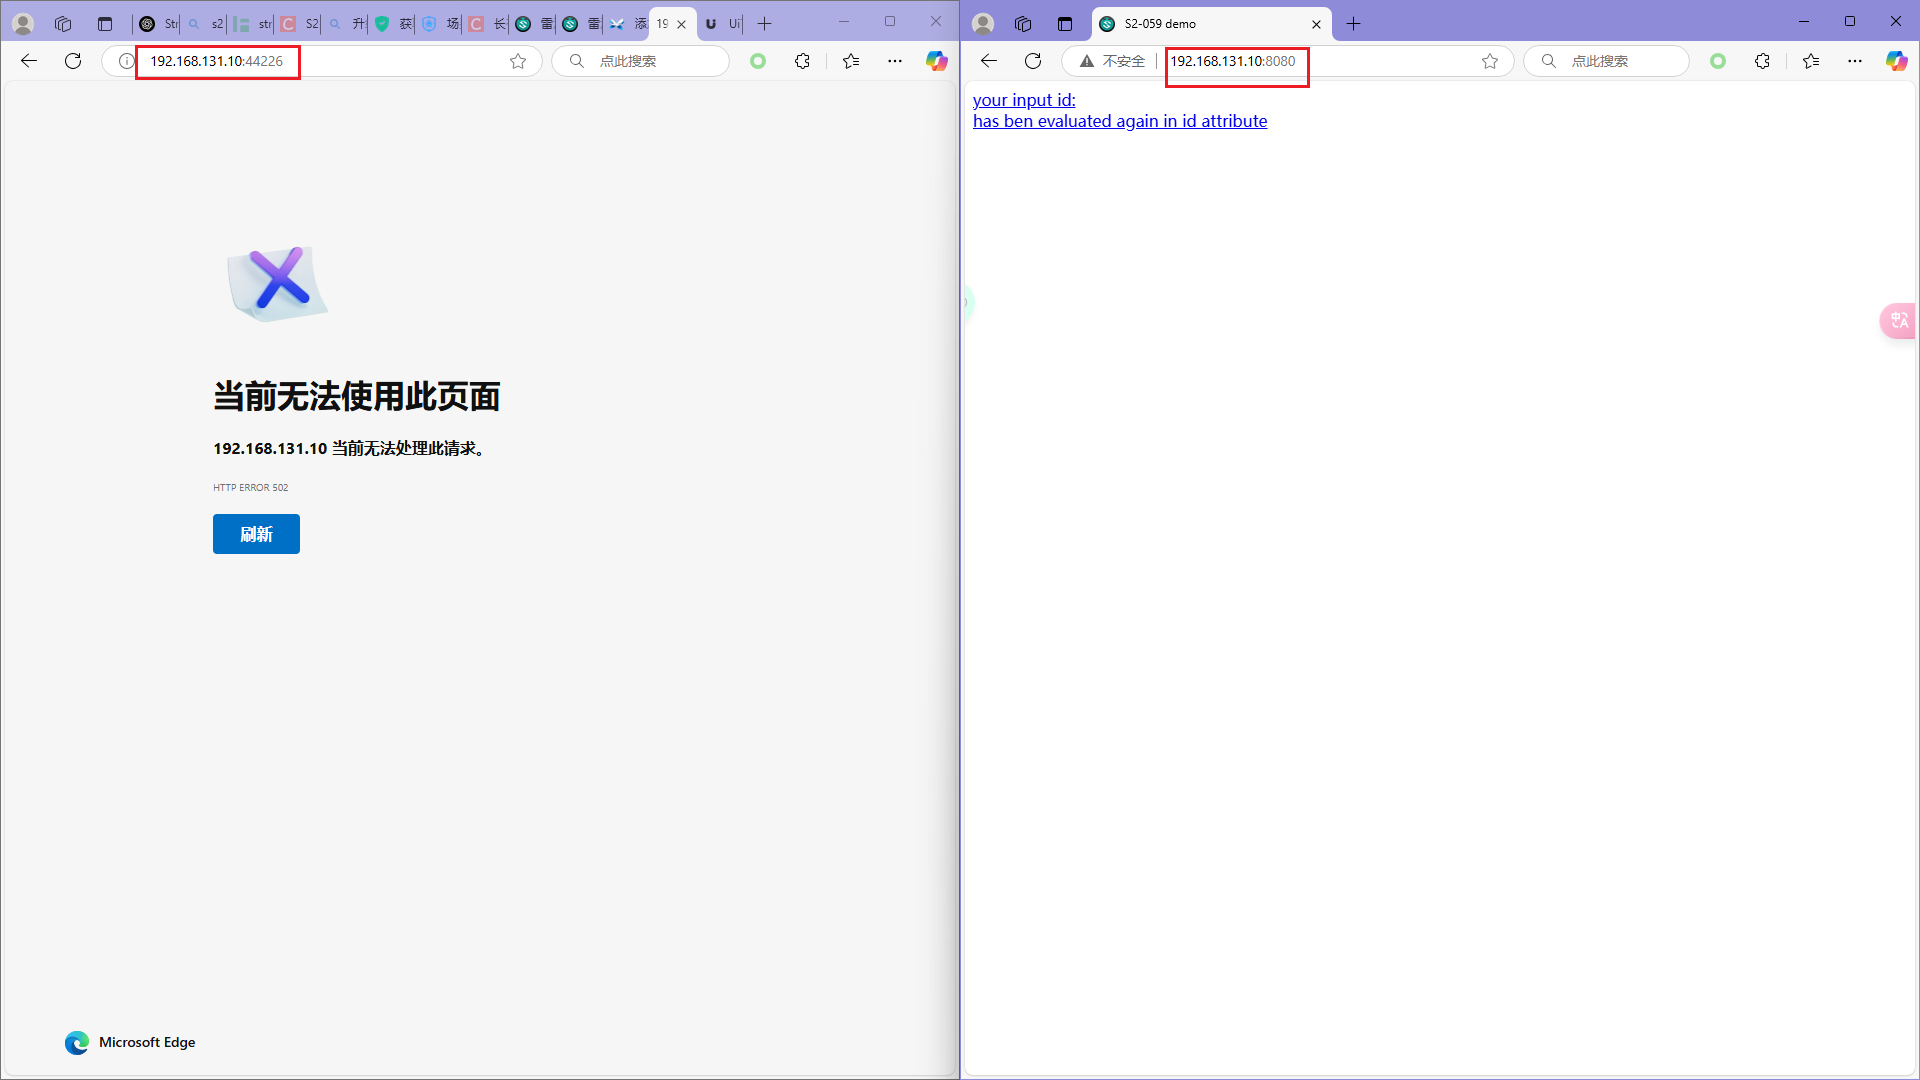 Str
s2
str
S2
升
获
场
长
雷
雷
添
19
Ui
192.168.131.10:44226
点此搜索
当前无法使用此页面
192.168.131.10 当前无法处理此请求。
HTTP ERROR 502
刷新
Microsoft Edge
S2-059 demo
不安全
192.168.131.10:8080
点此搜索
your input id:
has ben evaluated again in id attribute